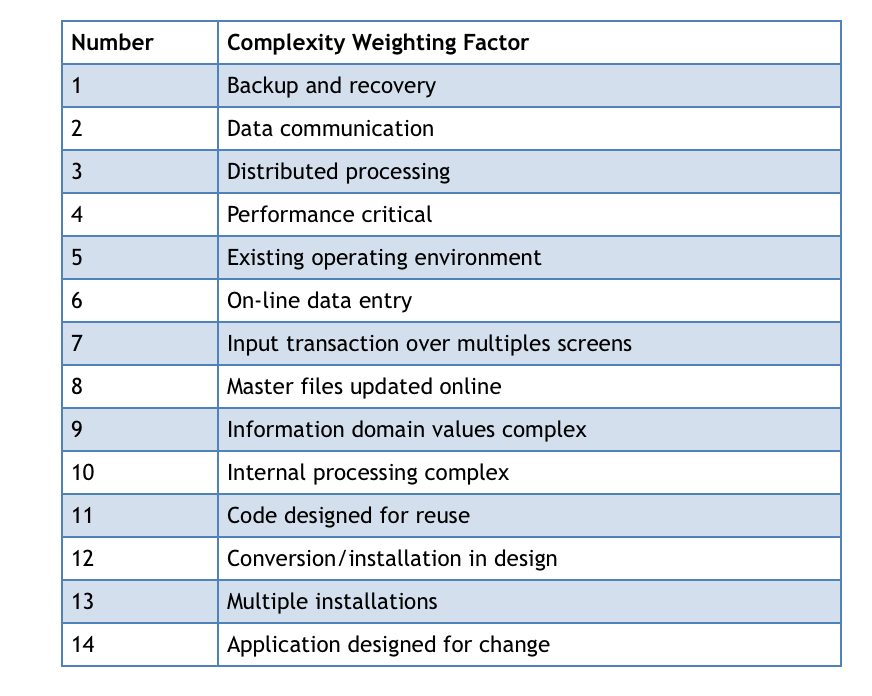 Number Complexity Weighting Factor
1 Backup and recovery
2 Data communication
3 Distributed processing
4 Performance critical
5 Existing operating environment
6 On-line data entry
7 Input transaction over multiples screens
8 Master files updated online
9 Information domain values complex
10 Internal processing complex
11 Code designed for reuse
12 Conversion/installation in design
13 Multiple installations
14 Application designed for change